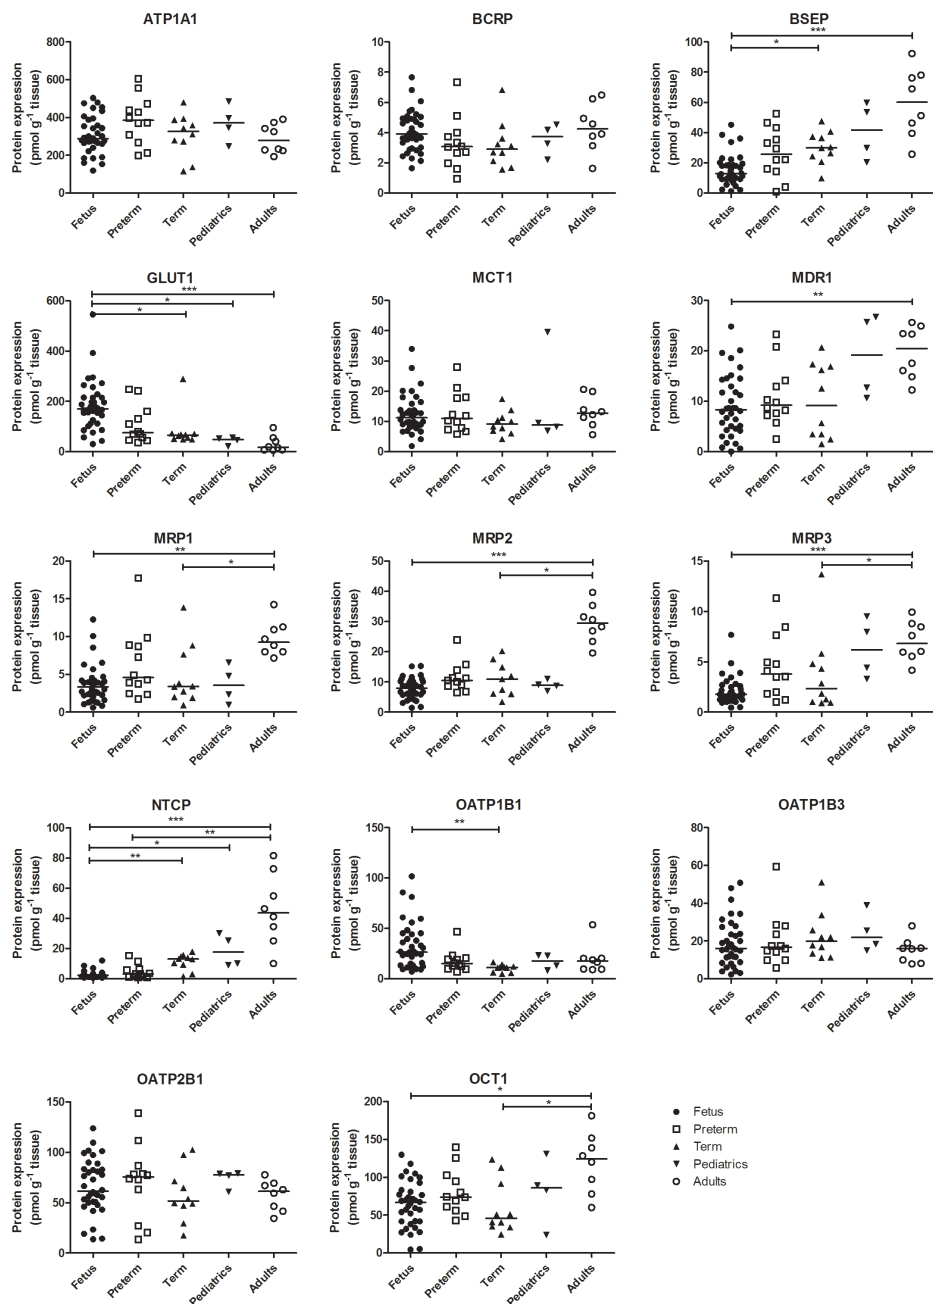 ATP1A1
Protein expression
(pmol g-1 tissue)
800
600
400
200
0
Fetus
Preterm
Term
Pediatrics
Adults
BCRP
Protein expression
(pmol g-1 tissue)
10
8
6
4
2
0
Fetus
Preterm
Term
Pediatrics
Adults
BSEP
Protein expression
(pmol g-1 tissue)
***
*
100
80
60
40
20
0
Fetus
Preterm
Term
Pediatrics
Adults
GLUT1
Protein expression
(pmol g-1 tissue)
***
*
*
600
400
200
0
Fetus
Preterm
Term
Pediatrics
Adults
MCT1
Protein expression
(pmol g-1 tissue)
50
40
30
20
10
0
Fetus
Preterm
Term
Pediatrics
Adults
MDR1
Protein expression
(pmol g-1 tissue)
**
30
20
10
0
Fetus
Preterm
Term
Pediatrics
Adults
MRP1
Protein expression
(pmol g-1 tissue)
**
*
20
15
10
5
0
Fetus
Preterm
Term
Pediatrics
Adults
MRP2
Protein expression
(pmol g-1 tissue)
***
*
50
40
30
20
10
0
Fetus
Preterm
Term
Pediatrics
Adults
MRP3
Protein expression
(pmol g-1 tissue)
***
*
15
10
5
0
Fetus
Preterm
Term
Pediatrics
Adults
NTCP
Protein expression
(pmol g-1 tissue)
***
**
*
**
100
80
60
40
20
0
Fetus
Preterm
Term
Pediatrics
Adults
OATP1B1
Protein expression
(pmol g-1 tissue)
**
150
100
50
0
Fetus
Preterm
Term
Pediatrics
Adults
OATP1B3
Protein expression
(pmol g-1 tissue)
80
60
40
20
0
Fetus
Preterm
Term
Pediatrics
Adults
OATP2B1
Protein expression
(pmol g-1 tissue)
150
100
50
0
Fetus
Preterm
Term
Pediatrics
Adults
OCT1
Protein expression
(pmol g-1 tissue)
*
*
200
150
100
50
0
Fetus
Preterm
Term
Pediatrics
Adults
Fetus
Preterm
Term
Pediatrics
Adults